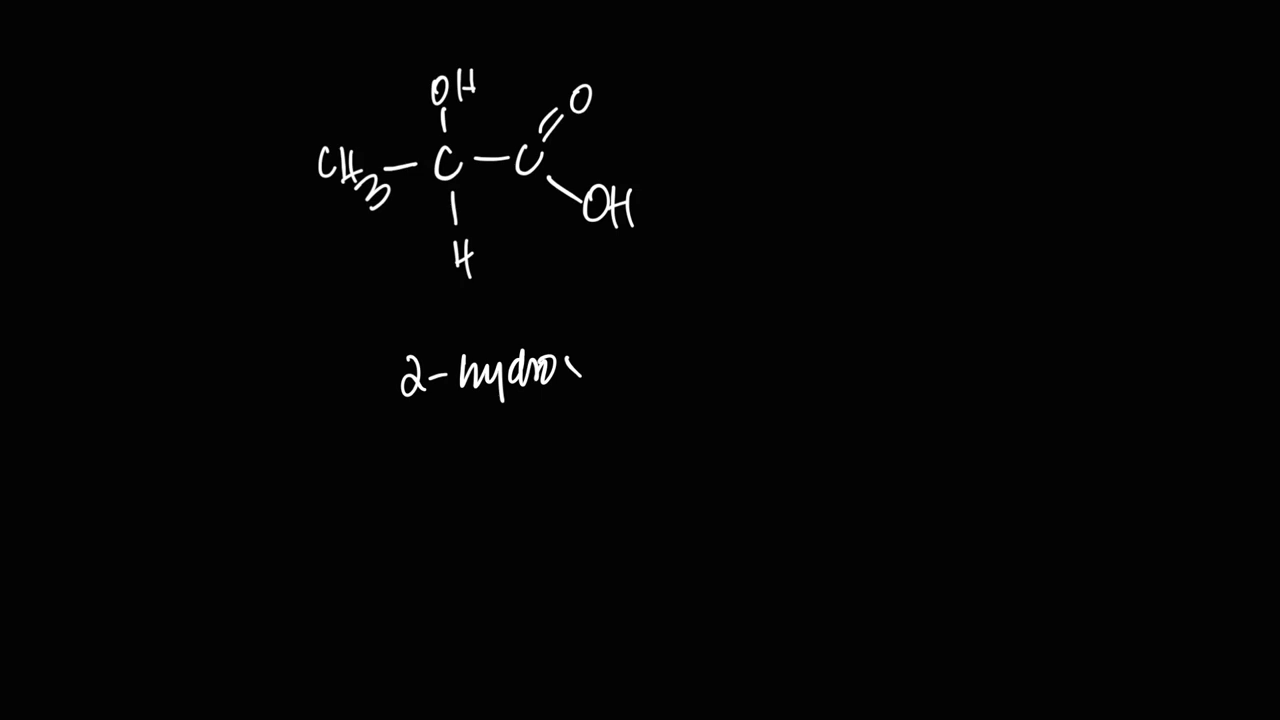 OH
O
CH3 — C — C
OH
H
2-hydro